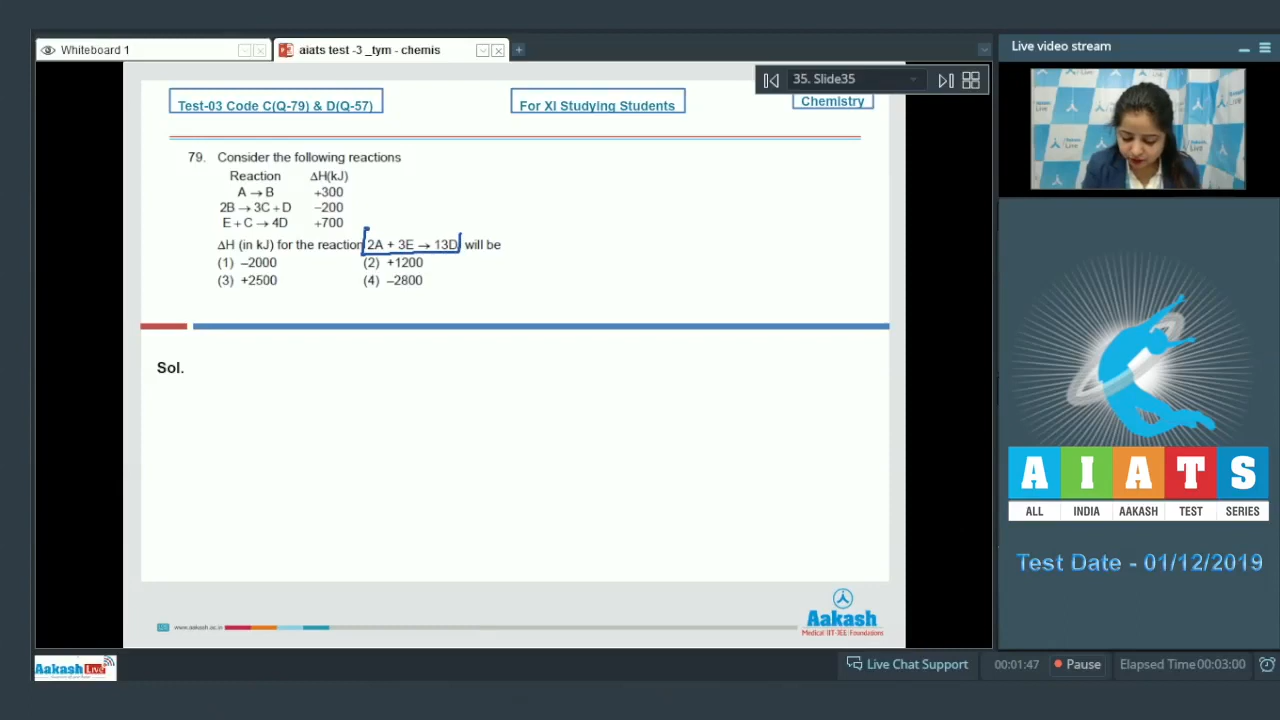 Whiteboard 1
aiats test -3 _tym - chemis
Live video stream
35. Slide35
Test-03 Code C(Q-79) & D(Q-57)
For XI Studying Students
Chemistry
79. Consider the following reactions
Reaction ΔH(kJ)
A → B +300
2B → 3C + D −200
E + C → 4D +700
ΔH (in kJ) for the reaction 2A + 3E → 13D will be
(1) −2000 (2) +1200
(3) +2500 (4) −2800
Sol.
A I A T S
ALL INDIA AAKASH TEST SERIES
Test Date - 01/12/2019
www.aakash.ac.in
Aakash
Medical|IIT-JEE|Foundations
Aakash Live
Live Chat Support
00:01:47
Pause
Elapsed Time 00:03:00